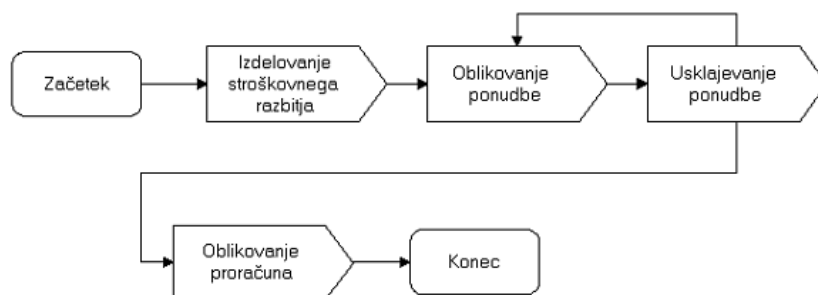 Začetek
Izdelovanje
stroškovnega
razbitja
Oblikovanje
ponudbe
Usklajevanje
ponudbe
Oblikovanje
proračuna
Konec